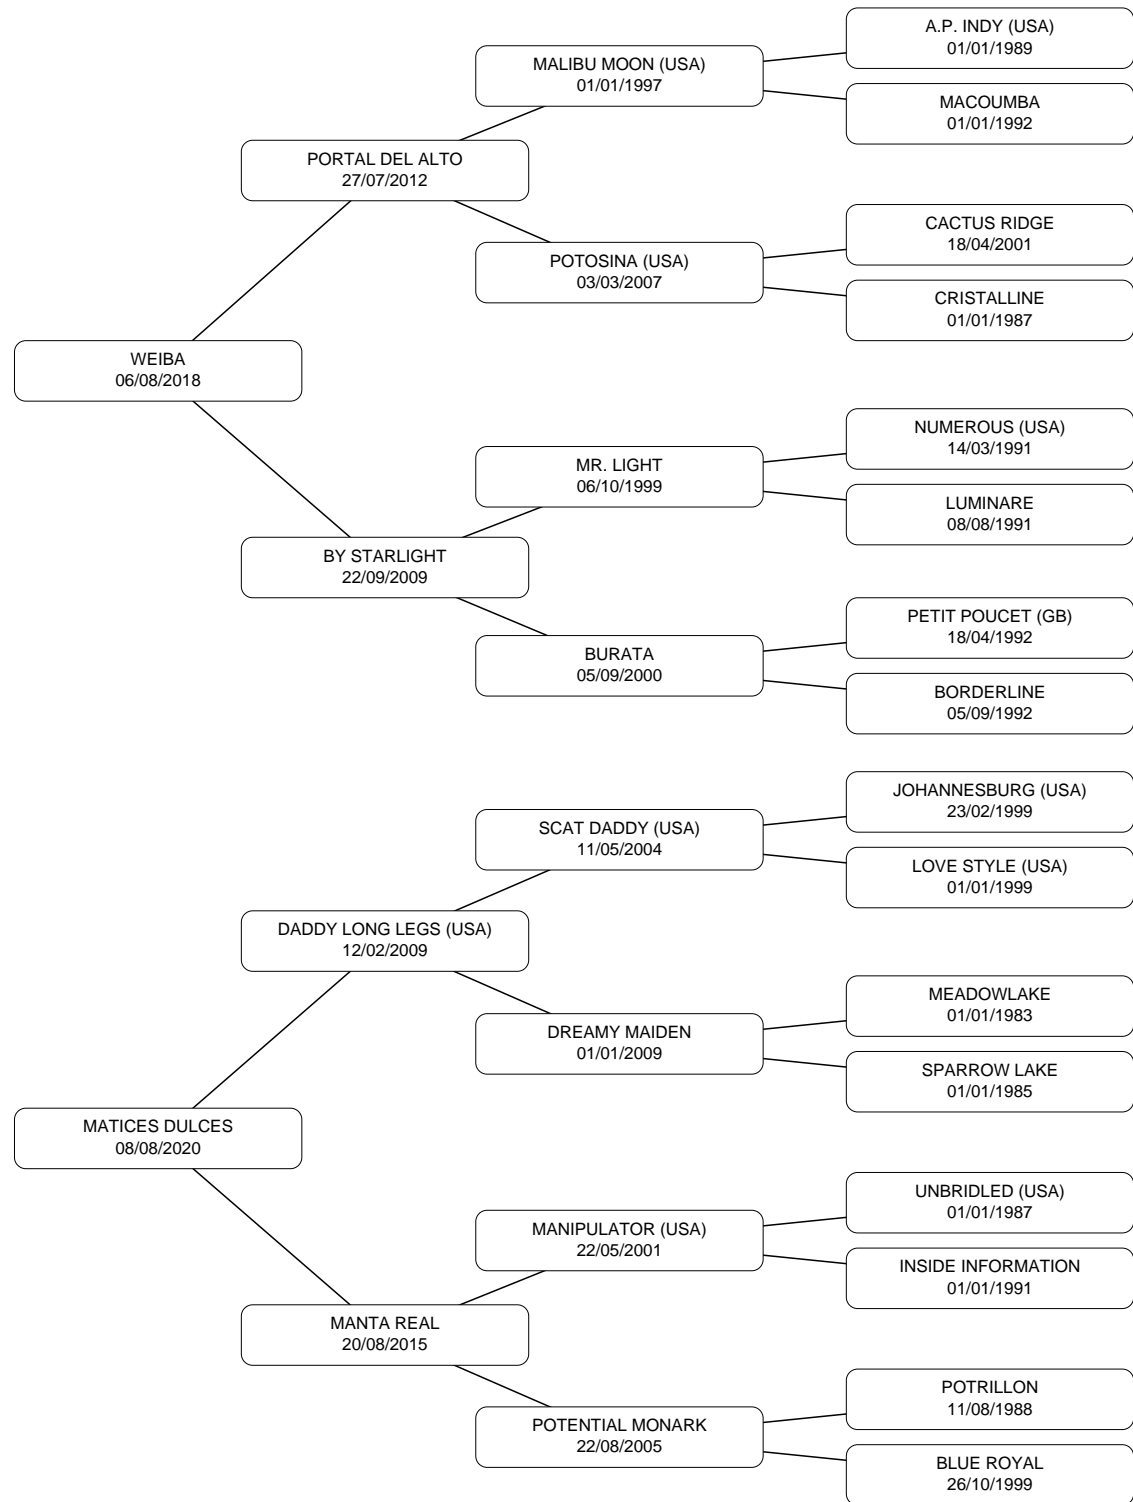 A.P. INDY (USA)
01/01/1989
MALIBU MOON (USA)
01/01/1997
MACOUMBA
01/01/1992
PORTAL DEL ALTO
27/07/2012
CACTUS RIDGE
18/04/2001
POTOSINA (USA)
03/03/2007
CRISTALLINE
01/01/1987
WEIBA
06/08/2018
NUMEROUS (USA)
14/03/1991
MR. LIGHT
06/10/1999
LUMINARE
08/08/1991
BY STARLIGHT
22/09/2009
PETIT POUCET (GB)
18/04/1992
BURATA
05/09/2000
BORDERLINE
05/09/1992
JOHANNESBURG (USA)
23/02/1999
SCAT DADDY (USA)
11/05/2004
LOVE STYLE (USA)
01/01/1999
DADDY LONG LEGS (USA)
12/02/2009
MEADOWLAKE
01/01/1983
DREAMY MAIDEN
01/01/2009
SPARROW LAKE
01/01/1985
MATICES DULCES
08/08/2020
UNBRIDLED (USA)
01/01/1987
MANIPULATOR (USA)
22/05/2001
INSIDE INFORMATION
01/01/1991
MANTA REAL
20/08/2015
POTRILLON
11/08/1988
POTENTIAL MONARK
22/08/2005
BLUE ROYAL
26/10/1999